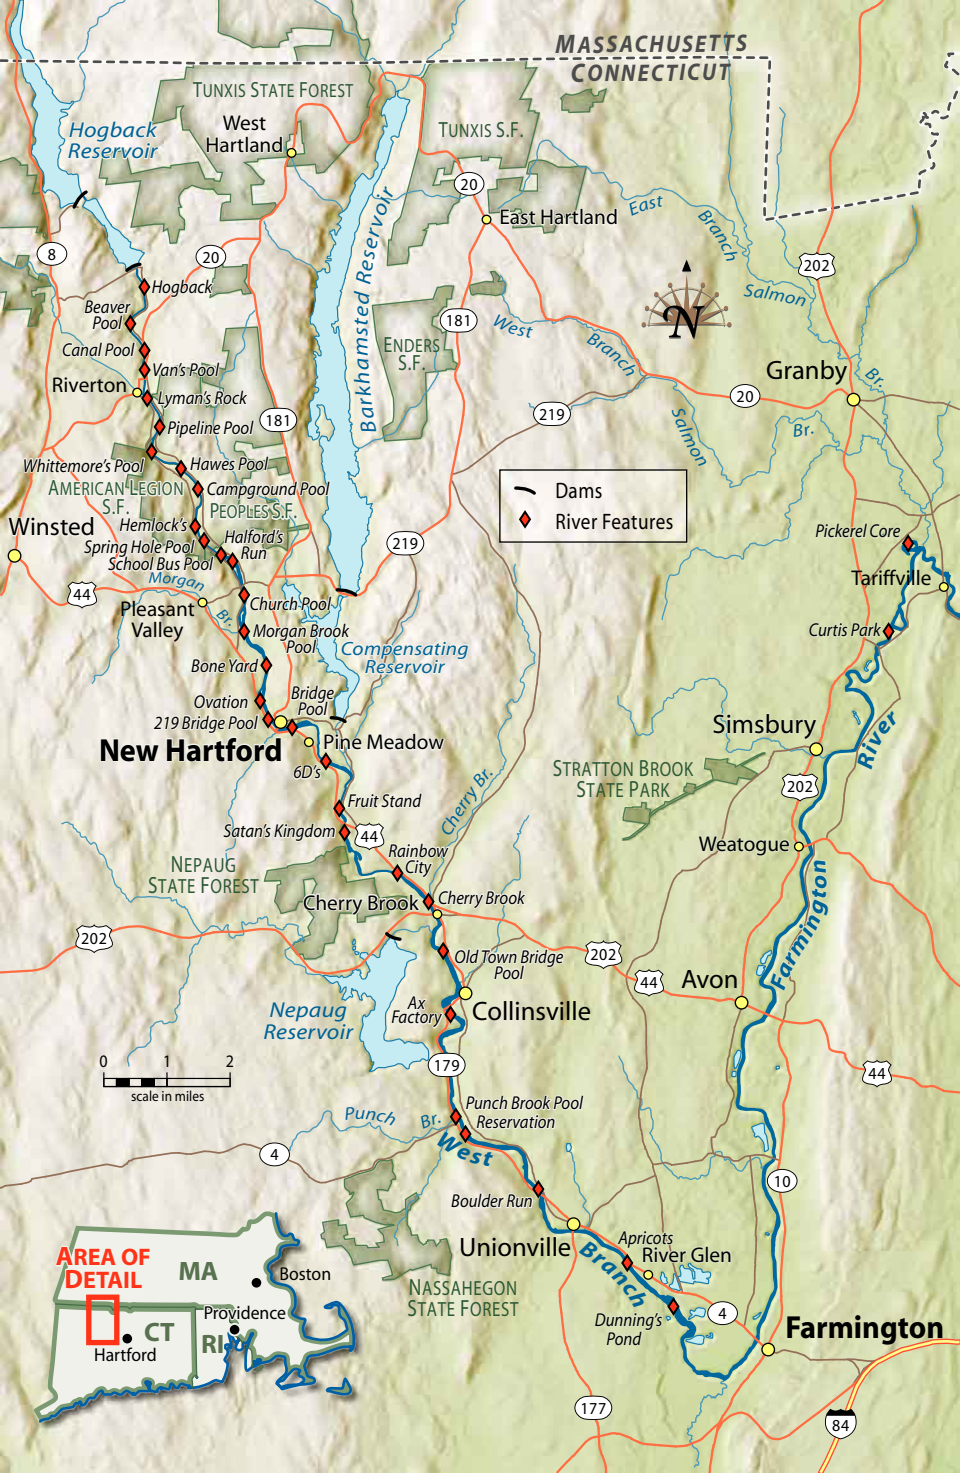 MASSACHUSETTS
CONNECTICUT
TUNXIS STATE FOREST
West
Hartland
Hogback
Reservoir
TUNXIS S.F.
20
East Hartland
East
Branch
Salmon
202
8
20
Hogback
Barkhamsted Reservoir
N
Beaver
Pool
181
West
Branch
Salmon
Canal Pool
ENDERS
S.F.
Van's Pool
Granby
Br.
Riverton
Lyman's Rock
20
181
219
Br.
Pipeline Pool
Whittemore's Pool
Hawes Pool
AMERICAN LEGION
S.F.
Campground Pool
PEOPLES S.F.
Dams
River Features
Winsted
Hemlock's
Halford's
Run
Spring Hole Pool
School Bus Pool
219
Pickerel Core
Tariffville
44
Morgan
Br.
Pleasant
Valley
Church Pool
Morgan Brook
Pool
Compensating
Reservoir
Curtis Park
Bone Yard
Ovation
Bridge
Pool
219 Bridge Pool
New Hartford
Pine Meadow
6D's
Simsbury
River
STRATTON BROOK
STATE PARK
202
Fruit Stand
Cherry Br.
Satan's Kingdom
44
Weatogue
Rainbow
City
NEPAUG
STATE FOREST
Cherry Brook
Cherry Brook
Farmington
202
202
Old Town Bridge
Pool
44
Avon
Nepaug
Reservoir
Ax
Factory
Collinsville
0 1 2
scale in miles
179
44
Punch
Br.
Punch Brook Pool
Reservation
West
4
10
Boulder Run
Unionville
Branch
Apricots
River Glen
NASSAHEGON
STATE FOREST
Dunning's
Pond
4
Farmington
177
84
AREA OF
DETAIL
MA
Boston
Providence
CT
RI
Hartford